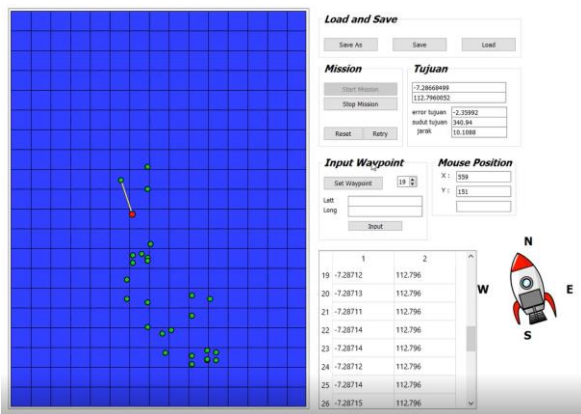 Load and Save
Save As Save Load
Mission
Start Mission
Stop Mission
Reset Retry
Tujuan
-7.28668499
112.7960052
error tujuan -2.35992
sudut tujuan 340.94
jarak 10.1088
Input Waypoint
Set Waypoint 19
Latt
Long
Input
Mouse Position
X : 559
Y : 151
1 2
19 -7.28712 112.796
20 -7.28713 112.796
21 -7.28711 112.796
22 -7.28714 112.796
23 -7.28714 112.796
24 -7.28712 112.796
25 -7.28714 112.796
26 -7.28715 112.796
N
W E
S